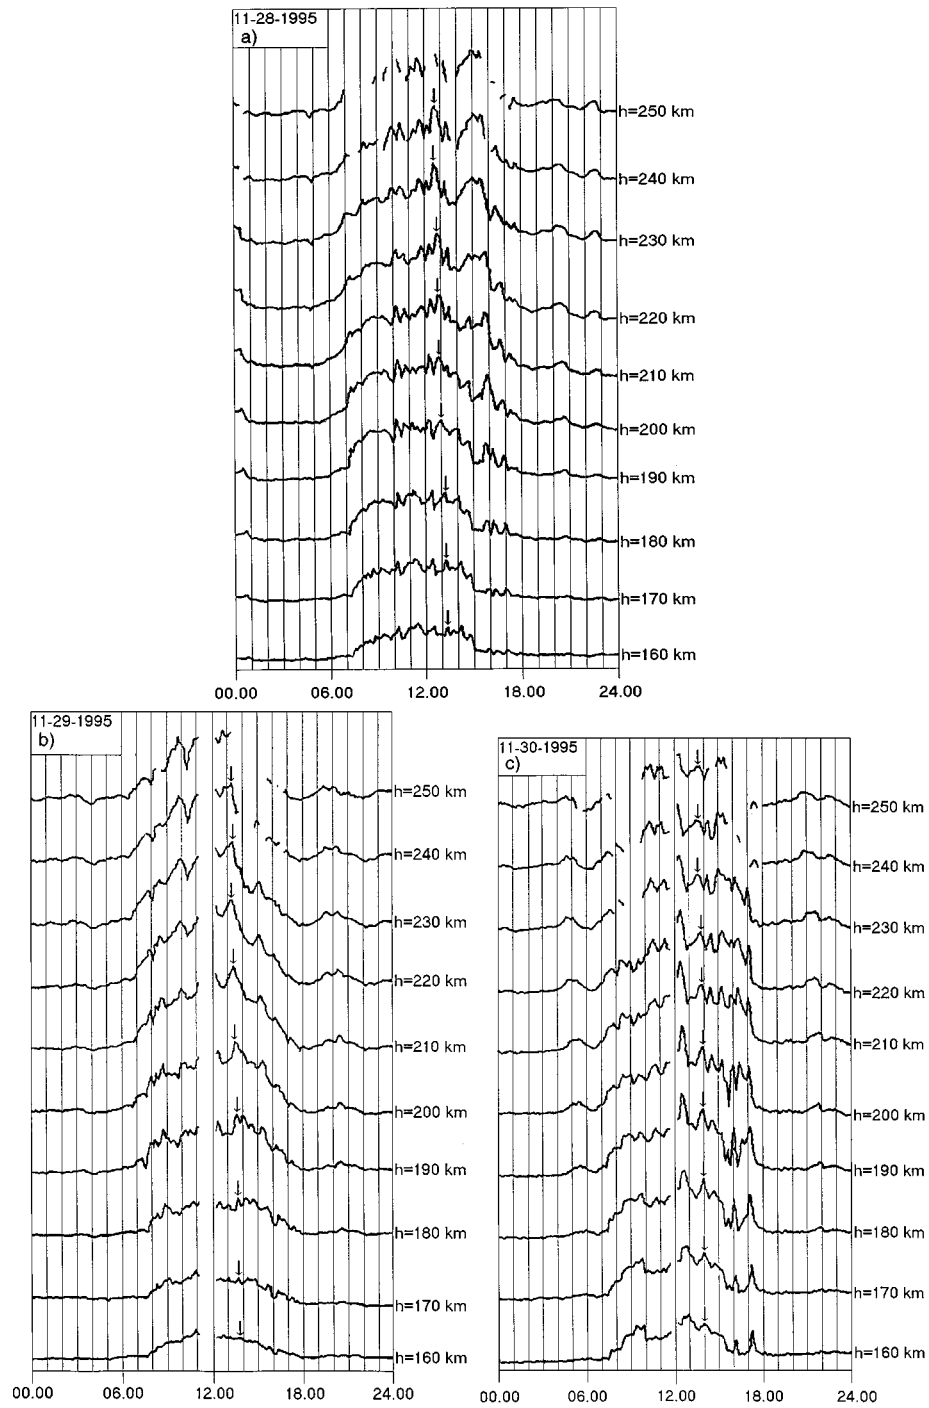 11-28-1995
a)
h=250 km
h=240 km
h=230 km
h=220 km
h=210 km
h=200 km
h=190 km
h=180 km
h=170 km
h=160 km
00.00 06.00 12.00 18.00 24.00
11-29-1995
b)
h=250 km
h=240 km
h=230 km
h=220 km
h=210 km
h=200 km
h=190 km
h=180 km
h=170 km
h=160 km
00.00 06.00 12.00 18.00 24.00
11-30-1995
c)
h=250 km
h=240 km
h=230 km
h=220 km
h=210 km
h=200 km
h=190 km
h=180 km
h=170 km
h=160 km
00.00 06.00 12.00 18.00 24.00